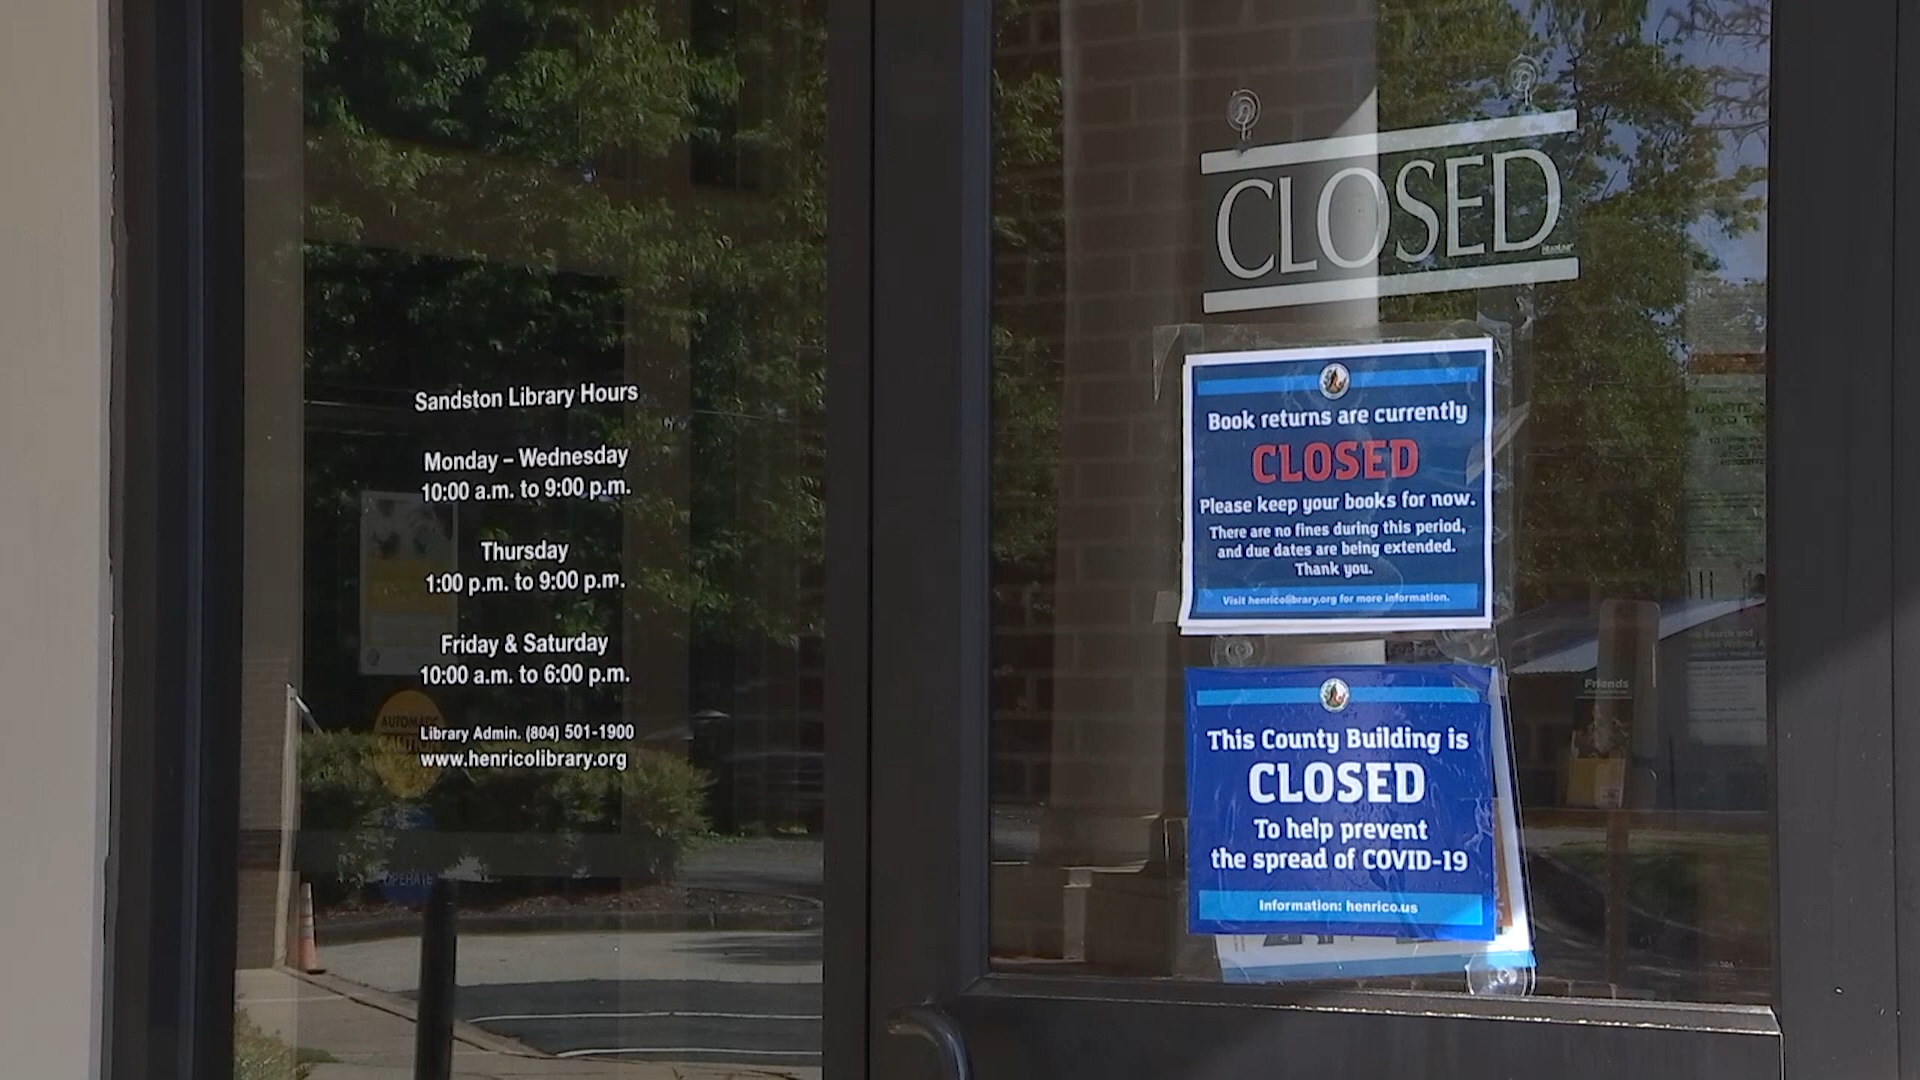 Sandston Library Hours
Monday – Wednesday
10:00 a.m. to 9:00 p.m.
Thursday
1:00 p.m. to 9:00 p.m.
Friday & Saturday
10:00 a.m. to 6:00 p.m.
Library Admin. (804) 501-1900
www.henricolibrary.org
AUTOMATIC
CAUTION
OPERATE
CLOSED
Book returns are currently
CLOSED
Please keep your books for now.
There are no fines during this period,
and due dates are being extended.
Thank you.
Visit henricolibrary.org for more information.
This County Building is
CLOSED
To help prevent
the spread of COVID-19
Information: henrico.us
Friends